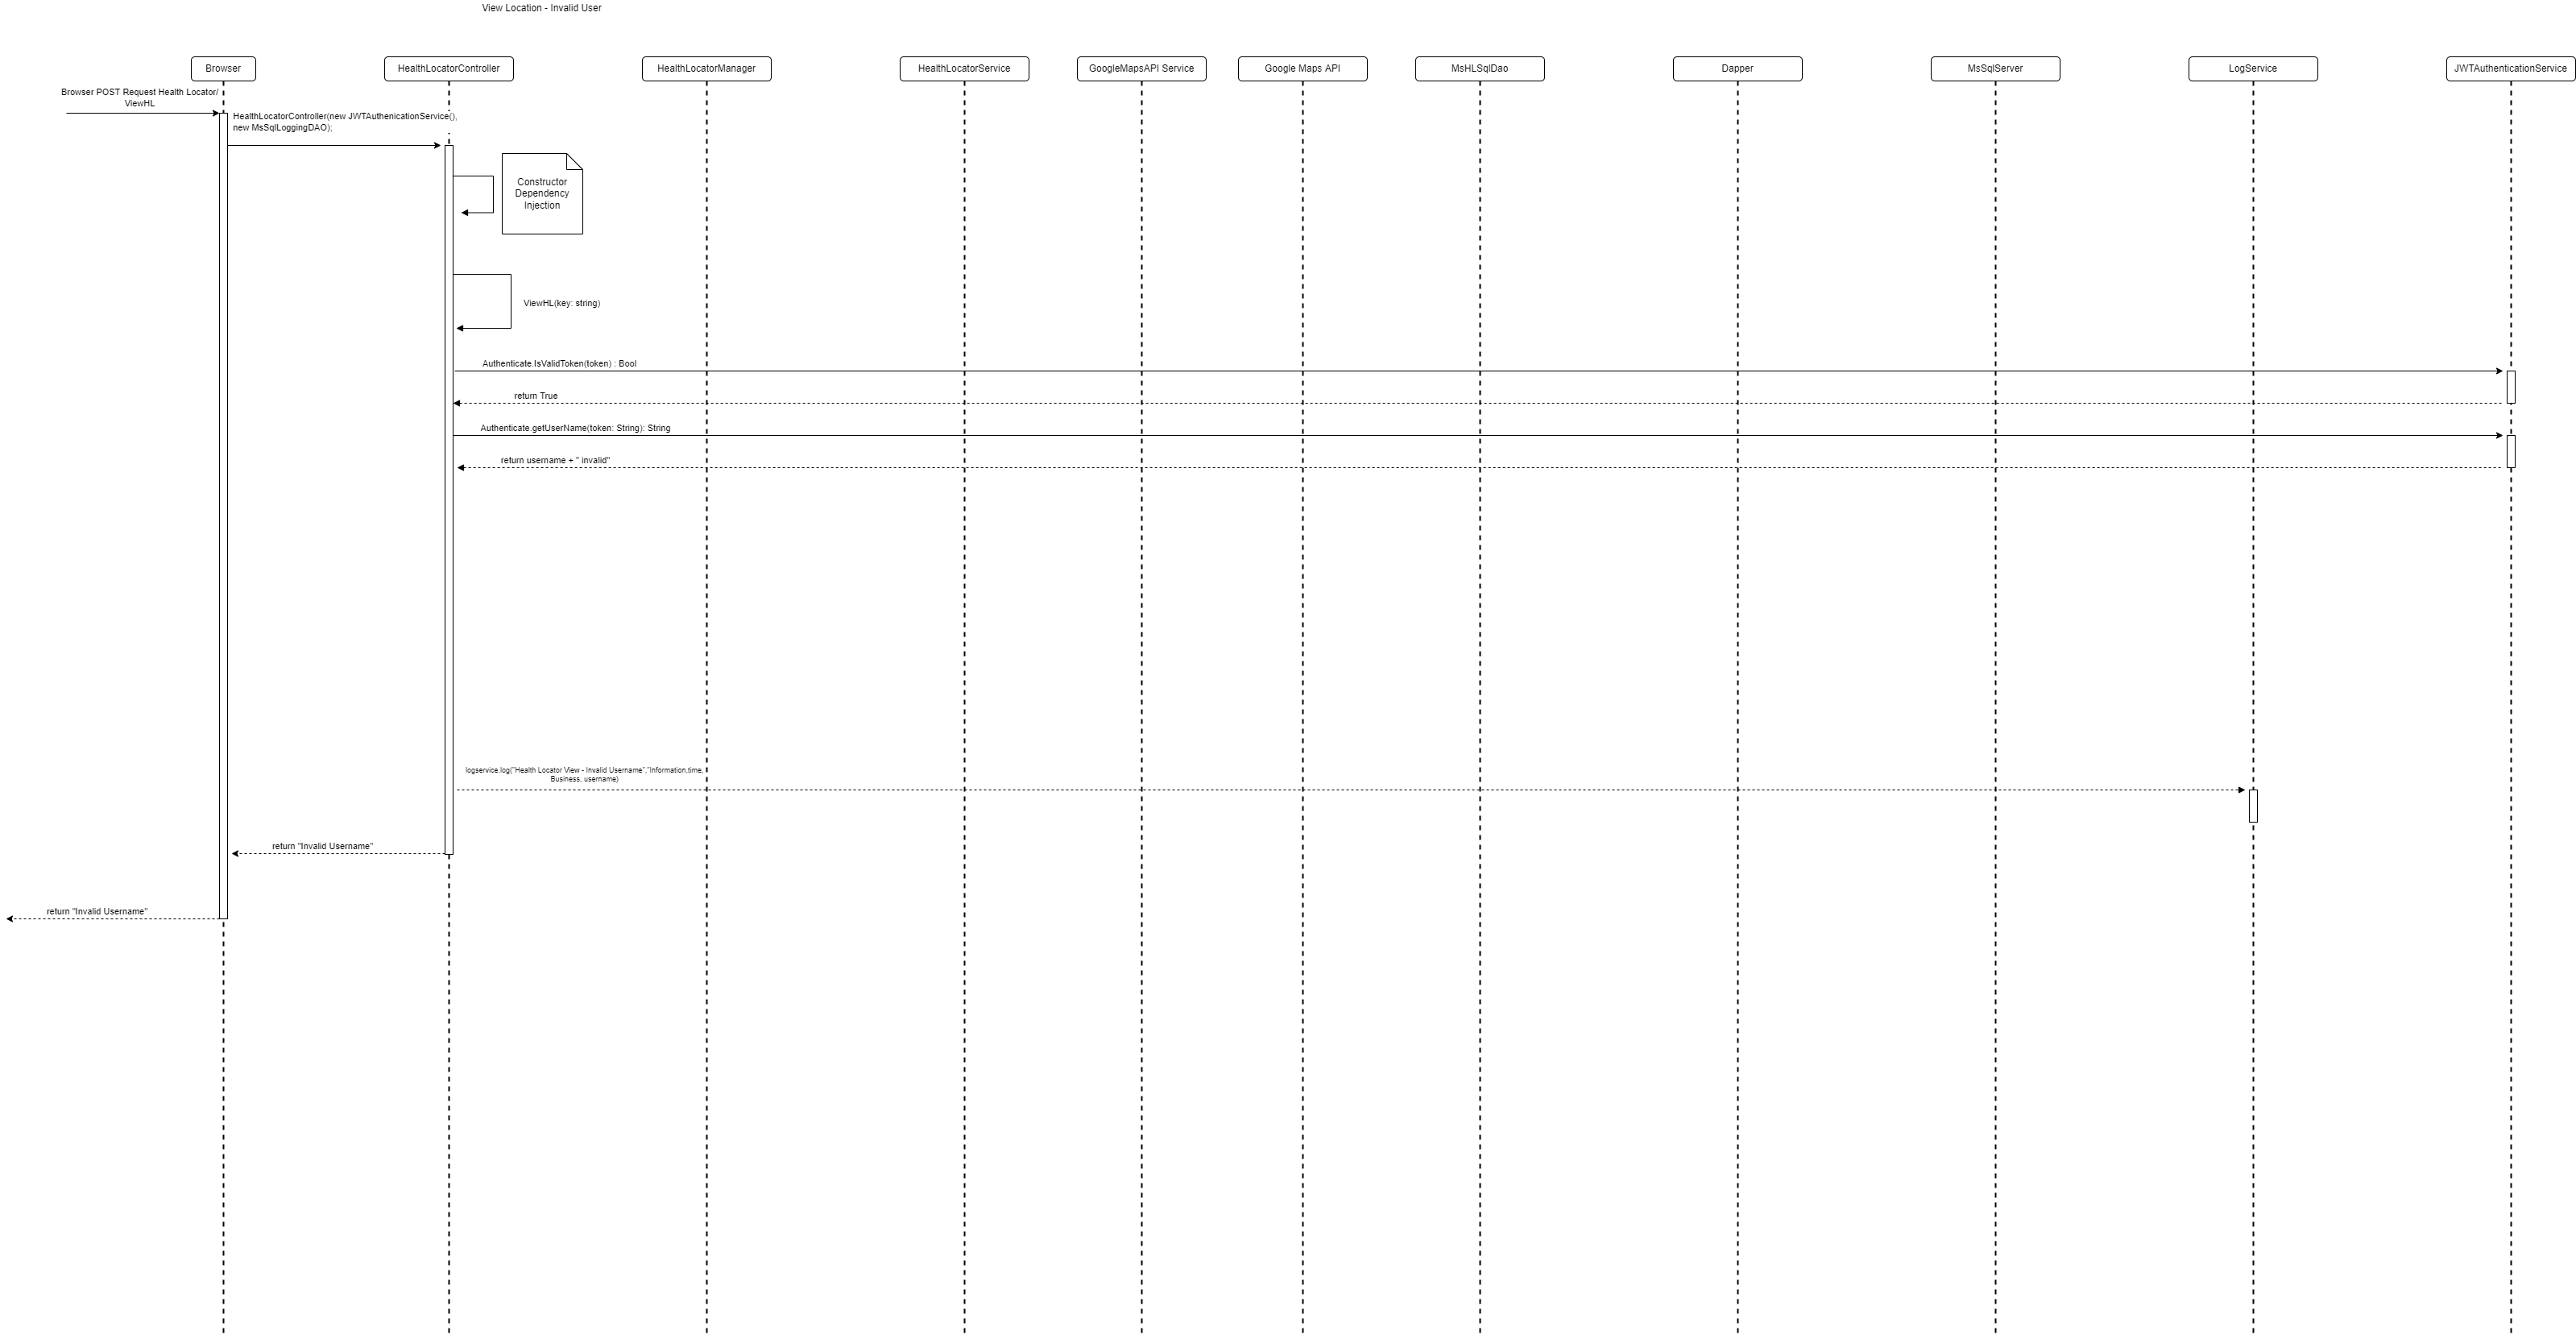 View Location - Invalid User
Browser
HealthLocatorController
HealthLocatorManager
HealthLocatorService
GoogleMapsAPI Service
Google Maps API
MsHLSqlDao
Dapper
MsSqlServer
LogService
JWTAuthenticationService
Browser POST Request Health Locator/
ViewHL
HealthLocatorController(new JWTAuthenicationService(),
new MsSqlLoggingDAO);
Constructor
Dependency
Injection
ViewHL(key: string)
Authenticate.IsValidToken(token) : Bool
return True
Authenticate.getUserName(token: String): String
return username + " invalid"
logservice.log("Health Locator View - Invalid Username","Information,time,
Business, username)
return "Invalid Username"
return "Invalid Username"